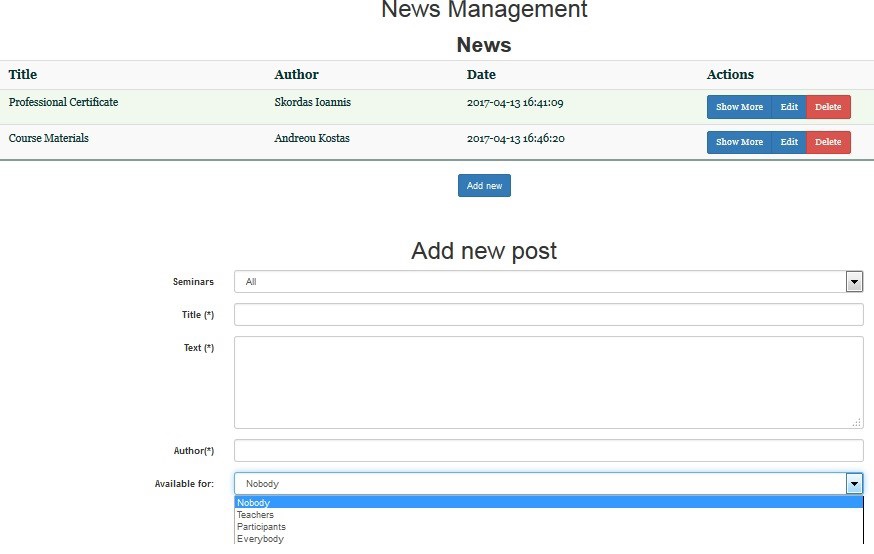 News Management
News
Title Author Date Actions
Professional Certificate Skordas Ioannis 2017-04-13 16:41:09 Show More Edit Delete
Course Materials Andreou Kostas 2017-04-13 16:46:20 Show More Edit Delete
Add new
Add new post
Seminars All
Title (*)
Text (*)
Author(*)
Available for: Nobody
Nobody
Teachers
Participants
Everybody